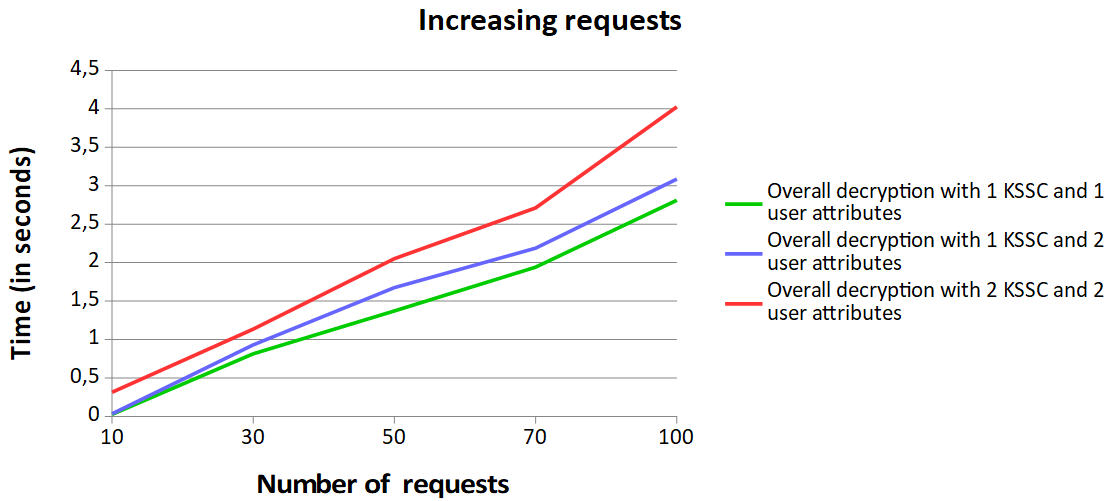 Increasing requests
4,5
4
3,5
3
2,5
2
1,5
1
0,5
0
10 30 50 70 100
Time (in seconds)
Number of requests
Overall decryption with 1 KSSC and 1
user attributes
Overall decryption with 1 KSSC and 2
user attributes
Overall decryption with 2 KSSC and 2
user attributes